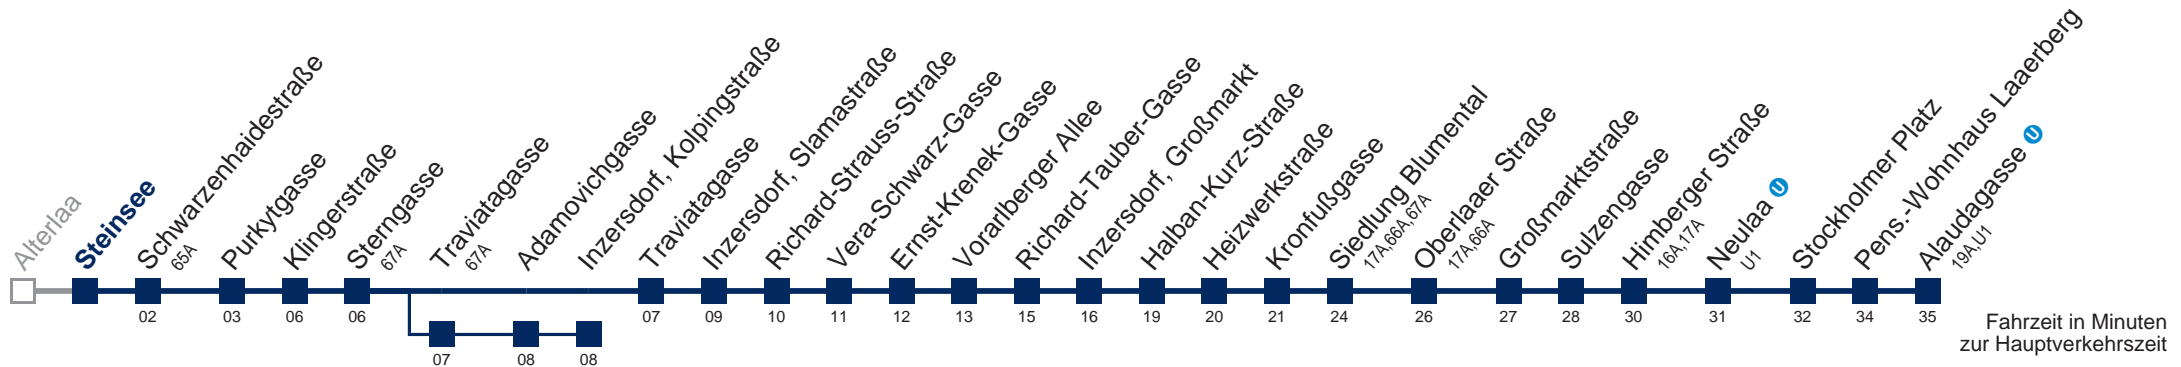 Alterlaa
Steinsee
Schwarzenhaidestraße
65A
Purkytgasse
Klingerstraße
Sterngasse
67A
Traviatagasse
67A
Adamovichgasse
Inzersdorf, Kolpingstraße
Traviatagasse
Inzersdorf, Slamastraße
Richard-Strauss-Straße
Vera-Schwarz-Gasse
Ernst-Krenek-Gasse
Vorarlberger Allee
Richard-Tauber-Gasse
Inzersdorf, Großmarkt
Halban-Kurz-Straße
Heizwerkstraße
Kronfußgasse
Siedlung Blumental
17A,66A,67A
Oberlaaer Straße
17A,66A
Großmarktstraße
Sulzengasse
Himberger Straße
16A,17A
Neulaa U
U1
Stockholmer Platz
Pens.-Wohnhaus Laaerberg
Alaudagasse U
19A,U1
02 03 06 06 07 09 10 11 12 13 15 16 19 20 21 24 26 27 28 30 31 32 34 35
07 08 08
Fahrzeit in Minuten
zur Hauptverkehrszeit